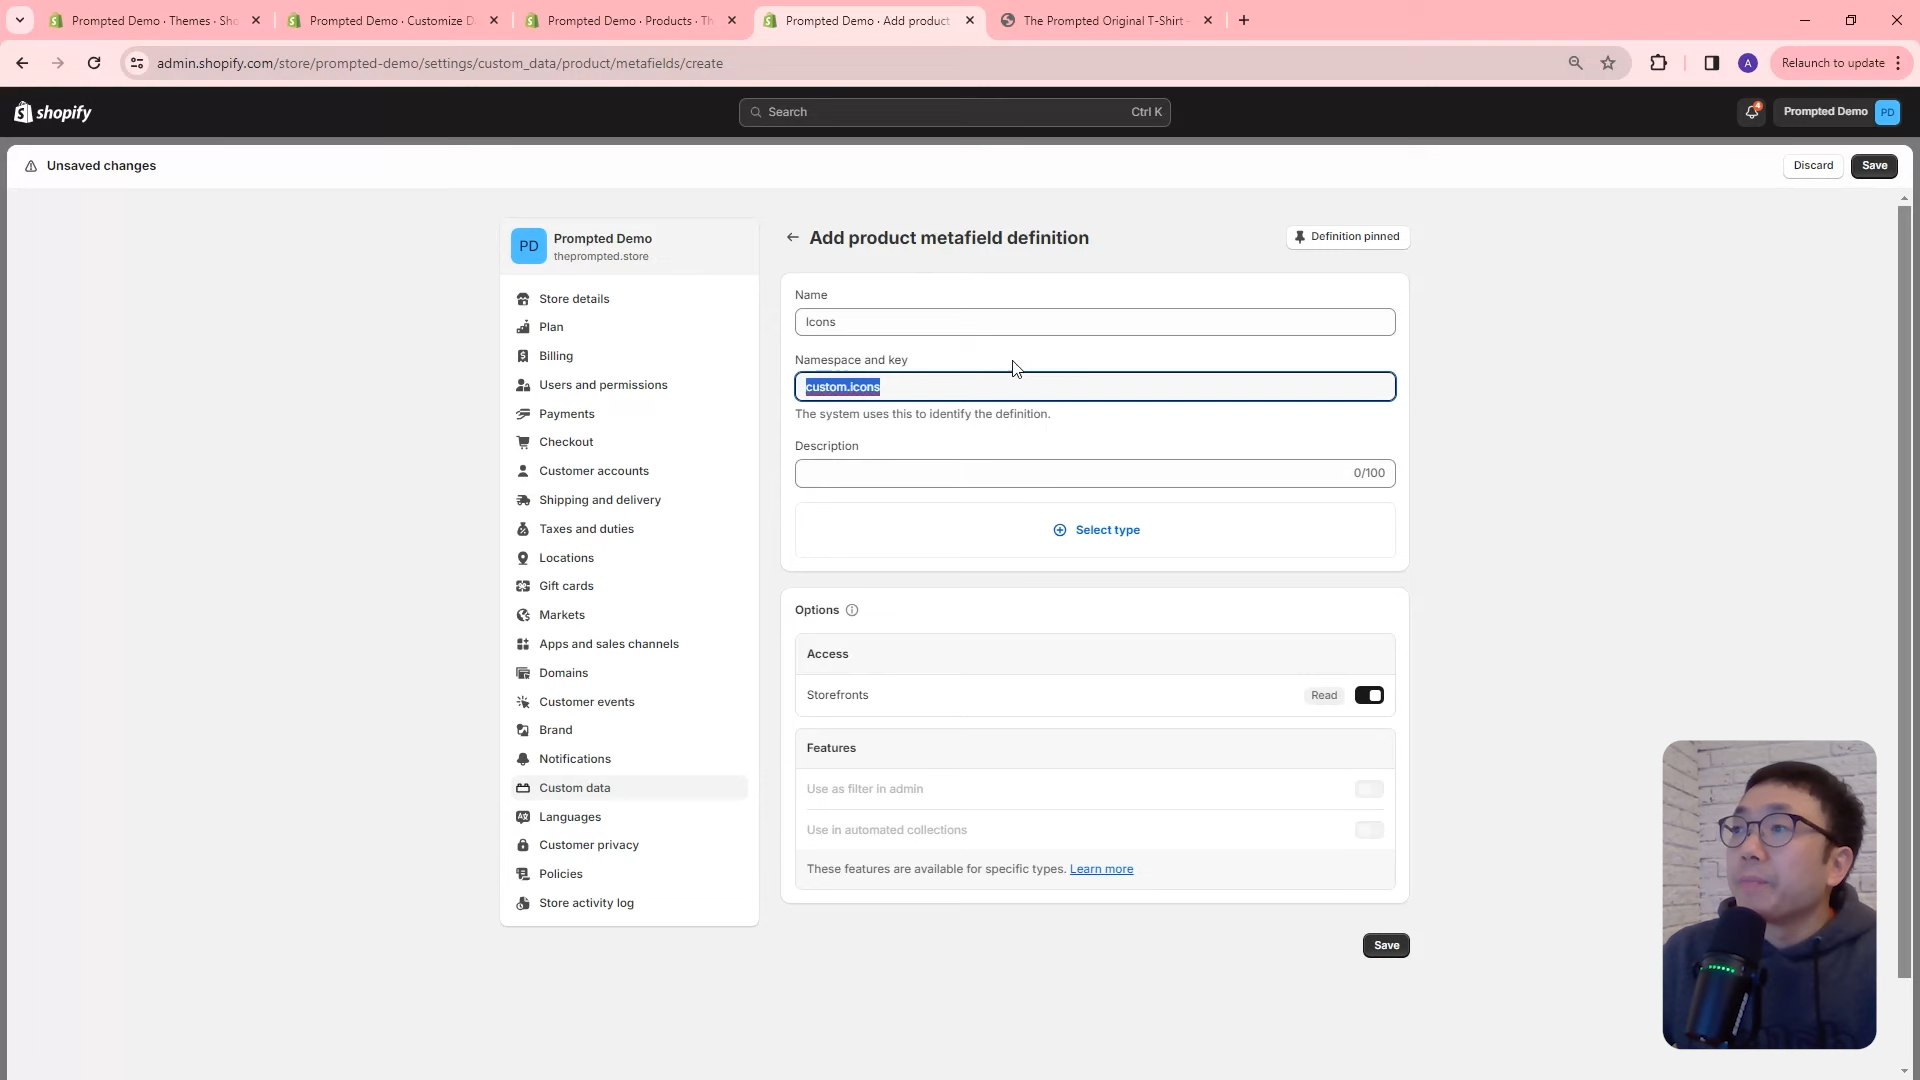 Prompted Demo · Themes · Sho
Prompted Demo · Customize D
Prompted Demo · Products · Th
Prompted Demo · Add product
The Prompted Original T-Shirt -
admin.shopify.com/store/prompted-demo/settings/custom_data/product/metafields/create
A
Relaunch to update
shopify
Search
Ctrl K
4
Prompted Demo
PD
Unsaved changes
Discard
Save
PD
Prompted Demo
theprompted.store
Store details
Plan
Billing
Users and permissions
Payments
Checkout
Customer accounts
Shipping and delivery
Taxes and duties
Locations
Gift cards
Markets
Apps and sales channels
Domains
Customer events
Brand
Notifications
Custom data
Languages
Customer privacy
Policies
Store activity log
Add product metafield definition
Definition pinned
Name
Icons
Namespace and key
custom.icons
The system uses this to identify the definition.
Description
0/100
Select type
Options
Access
Storefronts
Read
Features
Use as filter in admin
Use in automated collections
These features are available for specific types. Learn more
Save